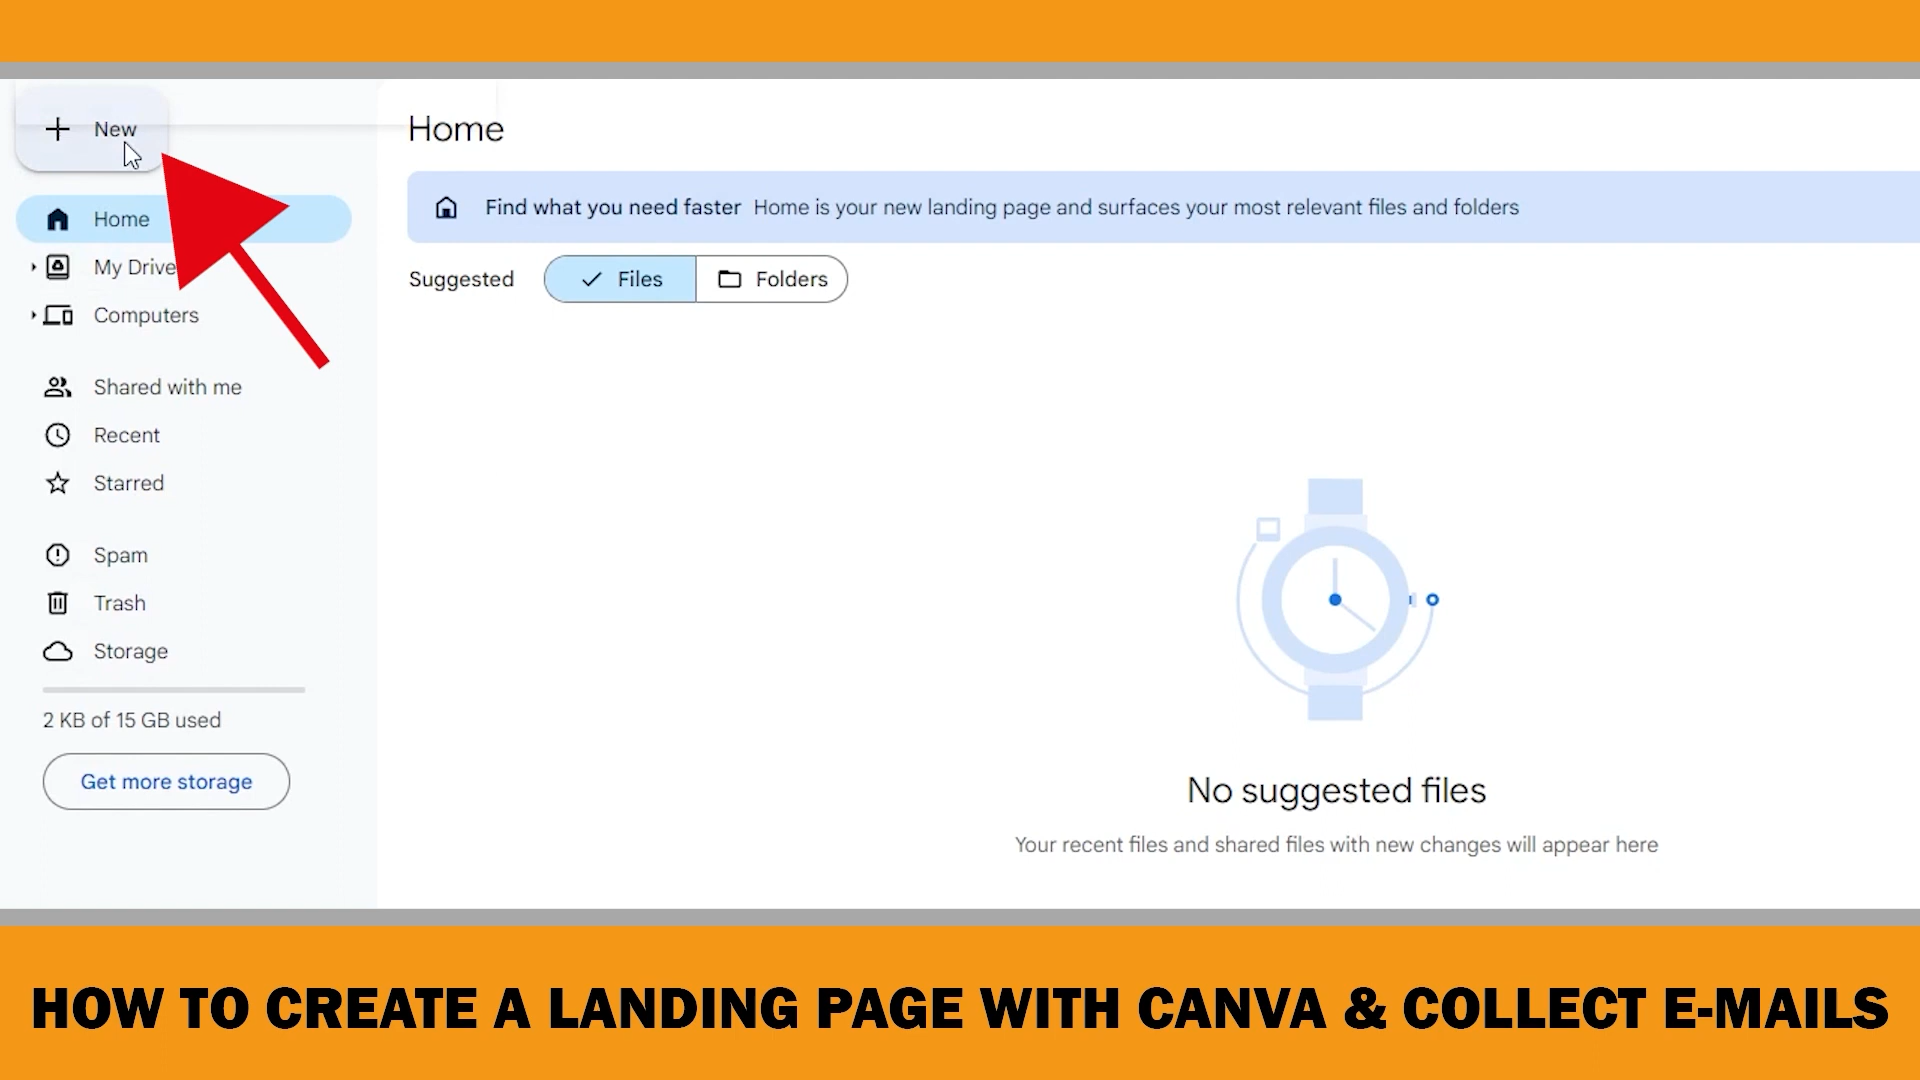 New
Home
My Drive
Computers
Shared with me
Recent
Starred
Spam
Trash
Storage
2 KB of 15 GB used
Get more storage
Home
Find what you need faster Home is your new landing page and surfaces your most relevant files and folders
Suggested Files Folders
No suggested files
Your recent files and shared files with new changes will appear here
HOW TO CREATE A LANDING PAGE WITH CANVA & COLLECT E-MAILS